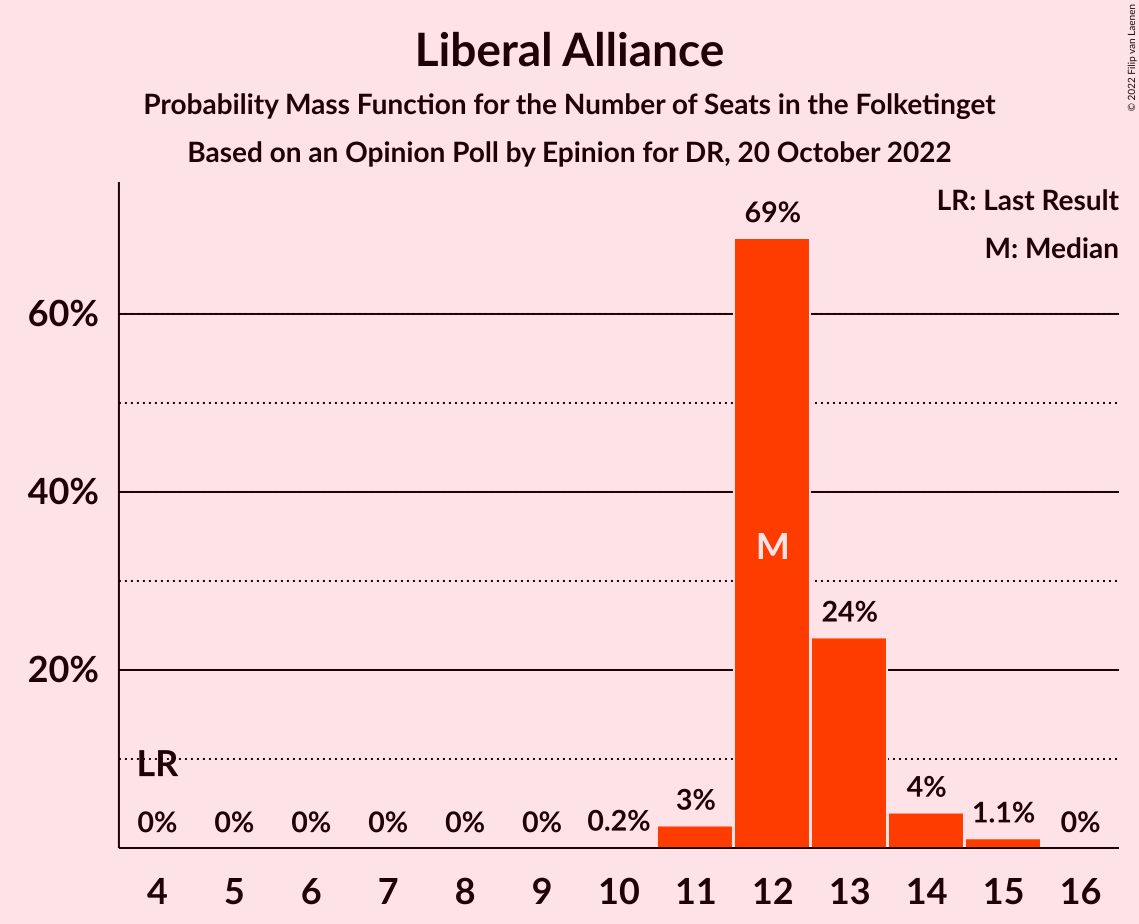 Liberal Alliance
Probability Mass Function for the Number of Seats in the Folketinget
Based on an Opinion Poll by Epinion for DR, 20 October 2022
© 2022 Filip van Laenen
LR: Last Result
M: Median
69%
60%
40%
M
24%
20%
LR
0%
0%
0%
0%
0%
0%
0.2%
3%
4%
1.1%
0%
4 5 6 7 8 9 10 11 12 13 14 15 16